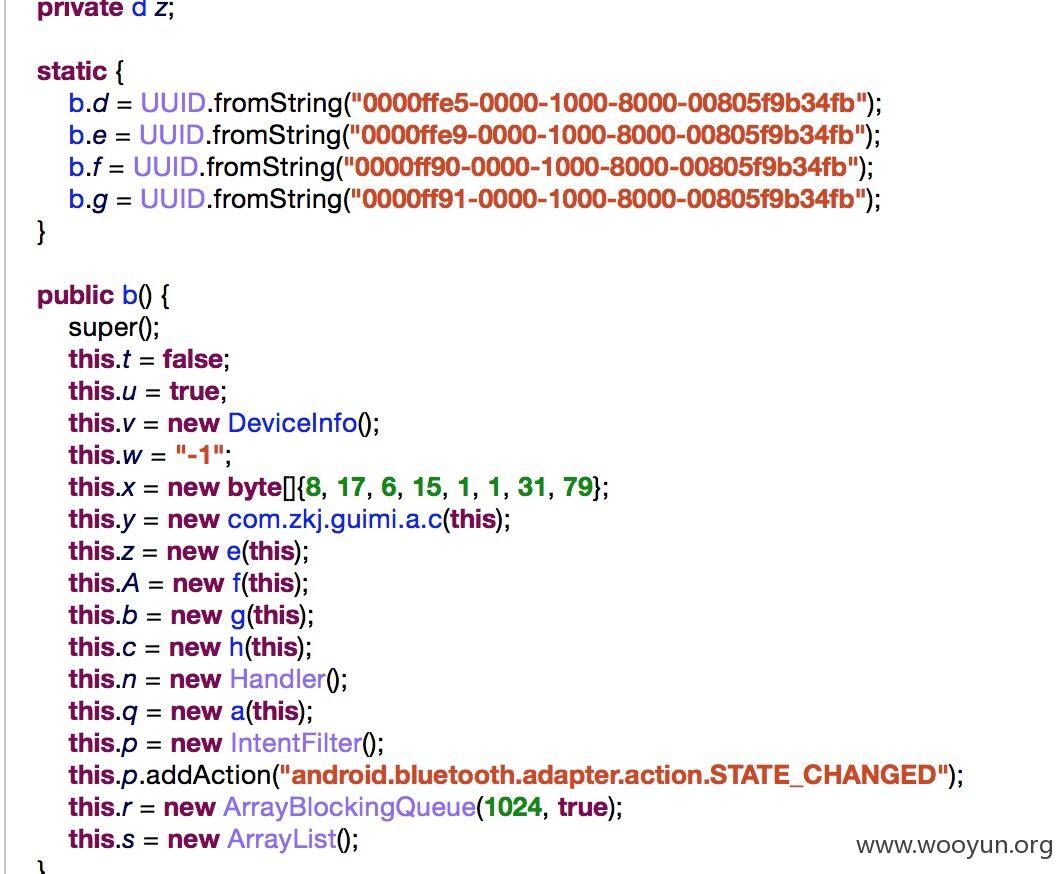 private d z;
static {
b.d = UUID.fromString("0000ffe5-0000-1000-8000-00805f9b34fb");
b.e = UUID.fromString("0000ffe9-0000-1000-8000-00805f9b34fb");
b.f = UUID.fromString("0000ff90-0000-1000-8000-00805f9b34fb");
b.g = UUID.fromString("0000ff91-0000-1000-8000-00805f9b34fb");
}
public b() {
super();
this.t = false;
this.u = true;
this.v = new DeviceInfo();
this.w = "-1";
this.x = new byte[]{8, 17, 6, 15, 1, 1, 31, 79};
this.y = new com.zkj.guimi.a.c(this);
this.z = new e(this);
this.A = new f(this);
this.b = new g(this);
this.c = new h(this);
this.n = new Handler();
this.q = new a(this);
this.p = new IntentFilter();
this.p.addAction("android.bluetooth.adapter.action.STATE_CHANGED");
this.r = new ArrayBlockingQueue(1024, true);
this.s = new ArrayList();
}
www.wooyun.org